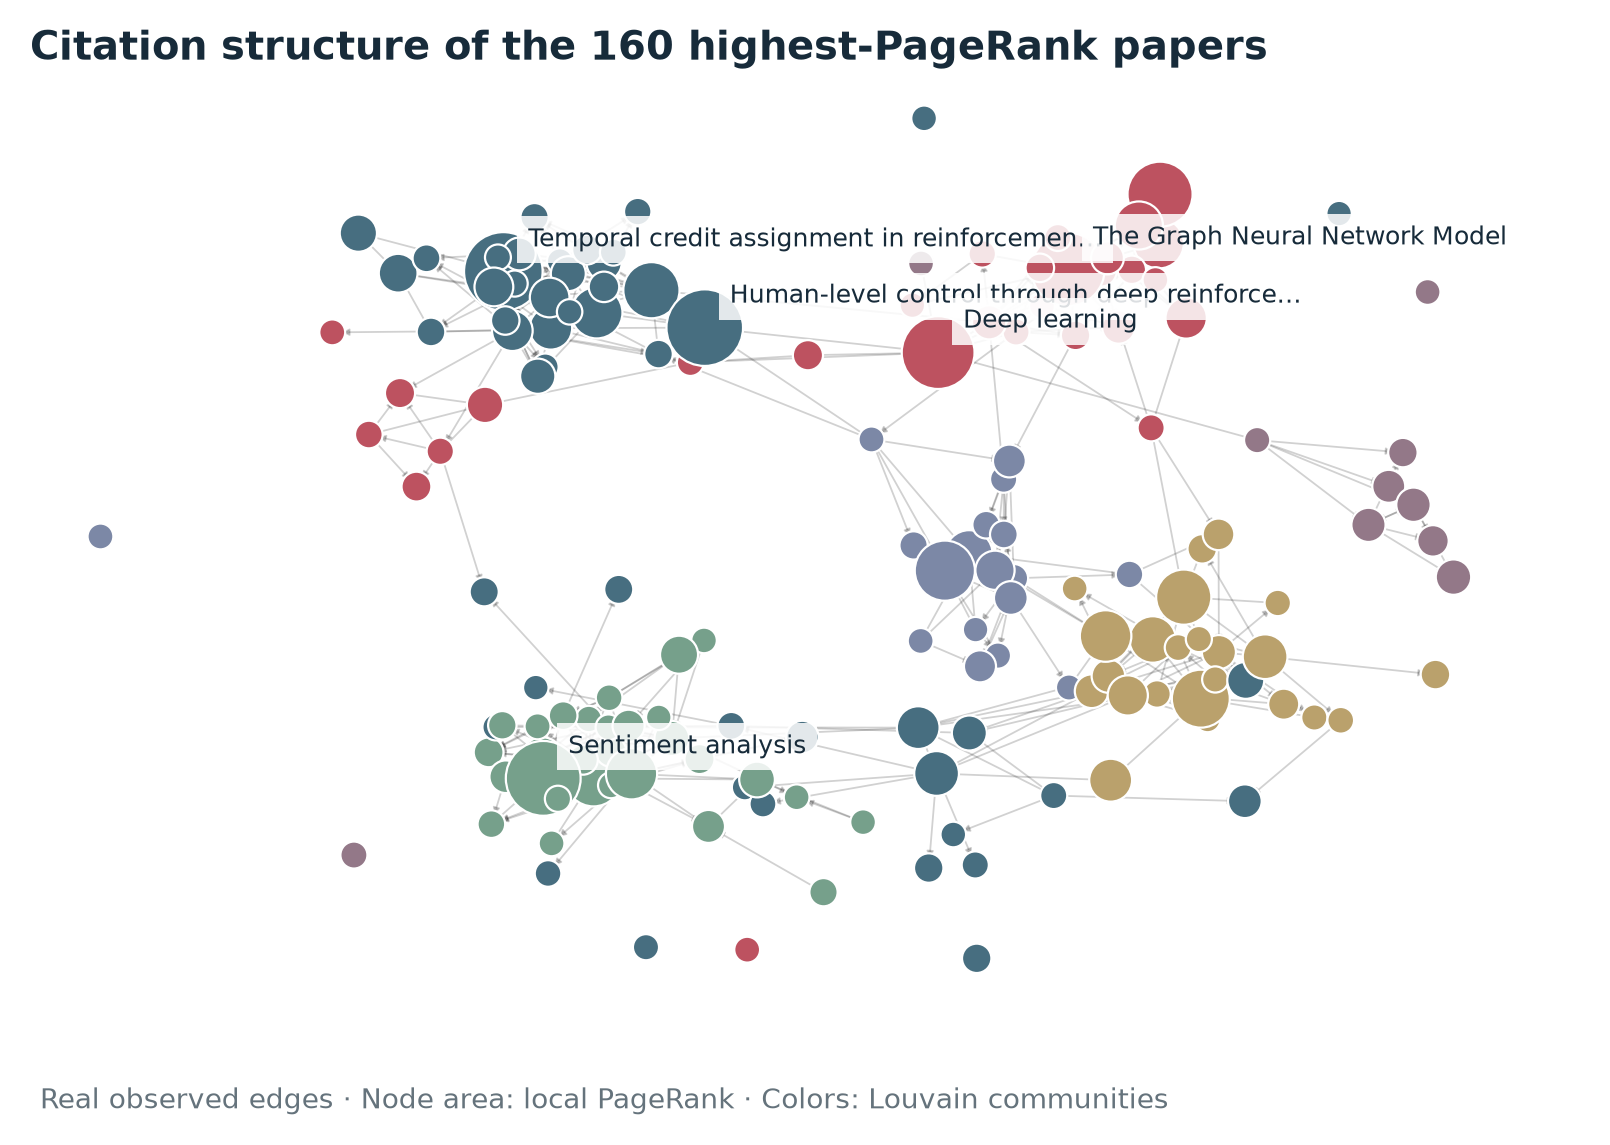 Citation structure of the 160 highest-PageRank papers
Temporal credit assignment in reinforcemen…
The Graph Neural Network Model
Human-level control through deep reinforce…
Deep learning
Sentiment analysis
Real observed edges · Node area: local PageRank · Colors: Louvain communities